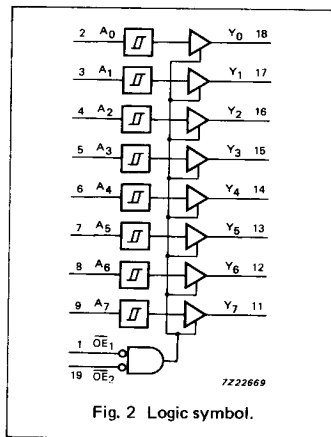 2 A0 Y0 18
3 A1 Y1 17
4 A2 Y2 16
5 A3 Y3 15
6 A4 Y4 14
7 A5 Y5 13
8 A6 Y6 12
9 A7 Y7 11
1 O̅E̅1
19 O̅E̅2
7Z22669
Fig. 2 Logic symbol.